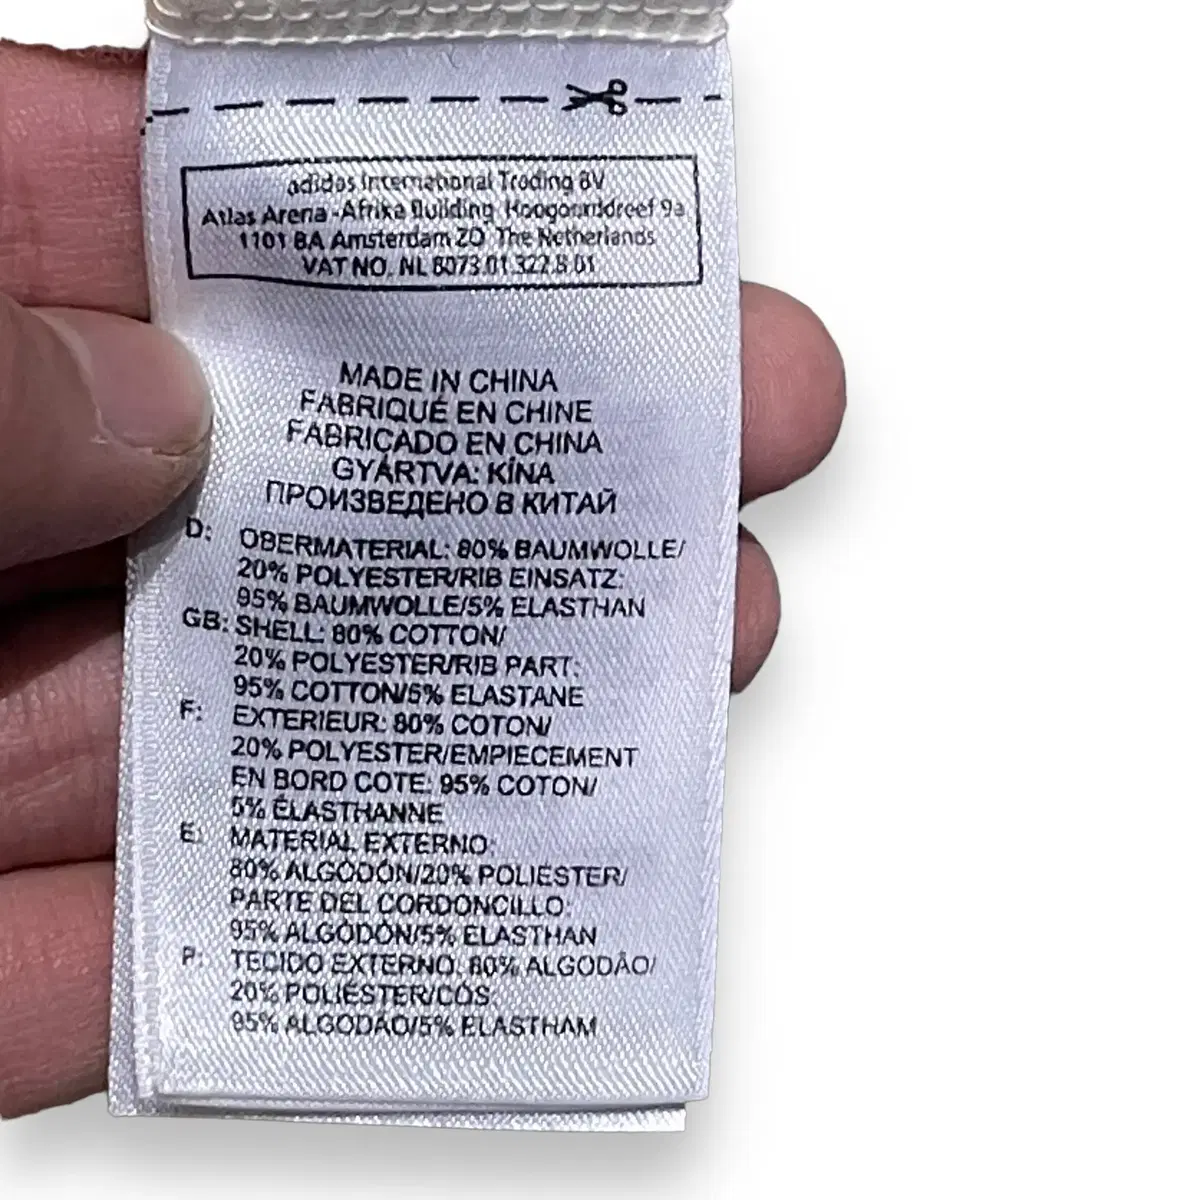 adidas International Trading BV
Atlas Arena -Afrika Building Hoogoorddreef 9a
1101 BA Amsterdam ZO The Netherlands
VAT NO. NL 8073.01.322.B.01
MADE IN CHINA
FABRIQUÉ EN CHINE
FABRICADO EN CHINA
GYÁRTVA: KÍNA
ПРОИЗВЕДЕНО В КИТАЙ
D: OBERMATERIAL: 80% BAUMWOLLE/
20% POLYESTER/RIB EINSATZ:
95% BAUMWOLLE/5% ELASTHAN
GB: SHELL: 80% COTTON/
20% POLYESTER/RIB PART:
95% COTTON/5% ELASTANE
F: EXTERIEUR: 80% COTON/
20% POLYESTER/EMPIECEMENT
EN BORD COTE: 95% COTON/
5% ÉLASTHANNE
E: MATERIAL EXTERNO:
80% ALGODÓN/20% POLIÉSTER/
PARTE DEL CORDONCILLO:
95% ALGODÓN/5% ELASTHAN
P: TECIDO EXTERNO: 80% ALGODÃO/
20% POLIÉSTER/CÓS:
95% ALGODÃO/5% ELASTHAM